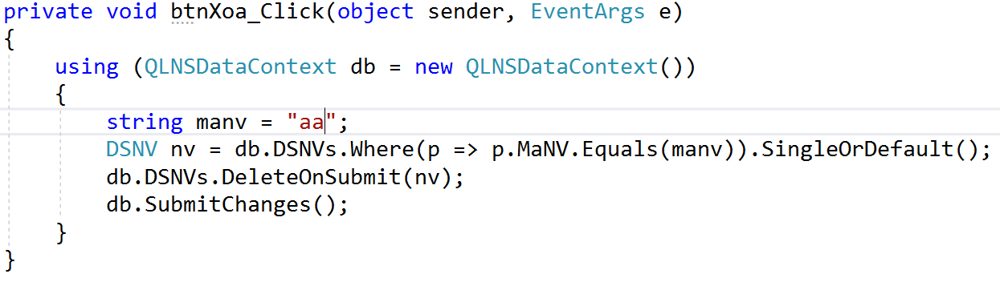 private void btnXoa_Click(object sender, EventArgs e)
{
    using (QLNSDataContext db = new QLNSDataContext())
    {
        string manv = "aa";
        DSNV nv = db.DSNVs.Where(p => p.MaNV.Equals(manv)).SingleOrDefault();
        db.DSNVs.DeleteOnSubmit(nv);
        db.SubmitChanges();
    }
}